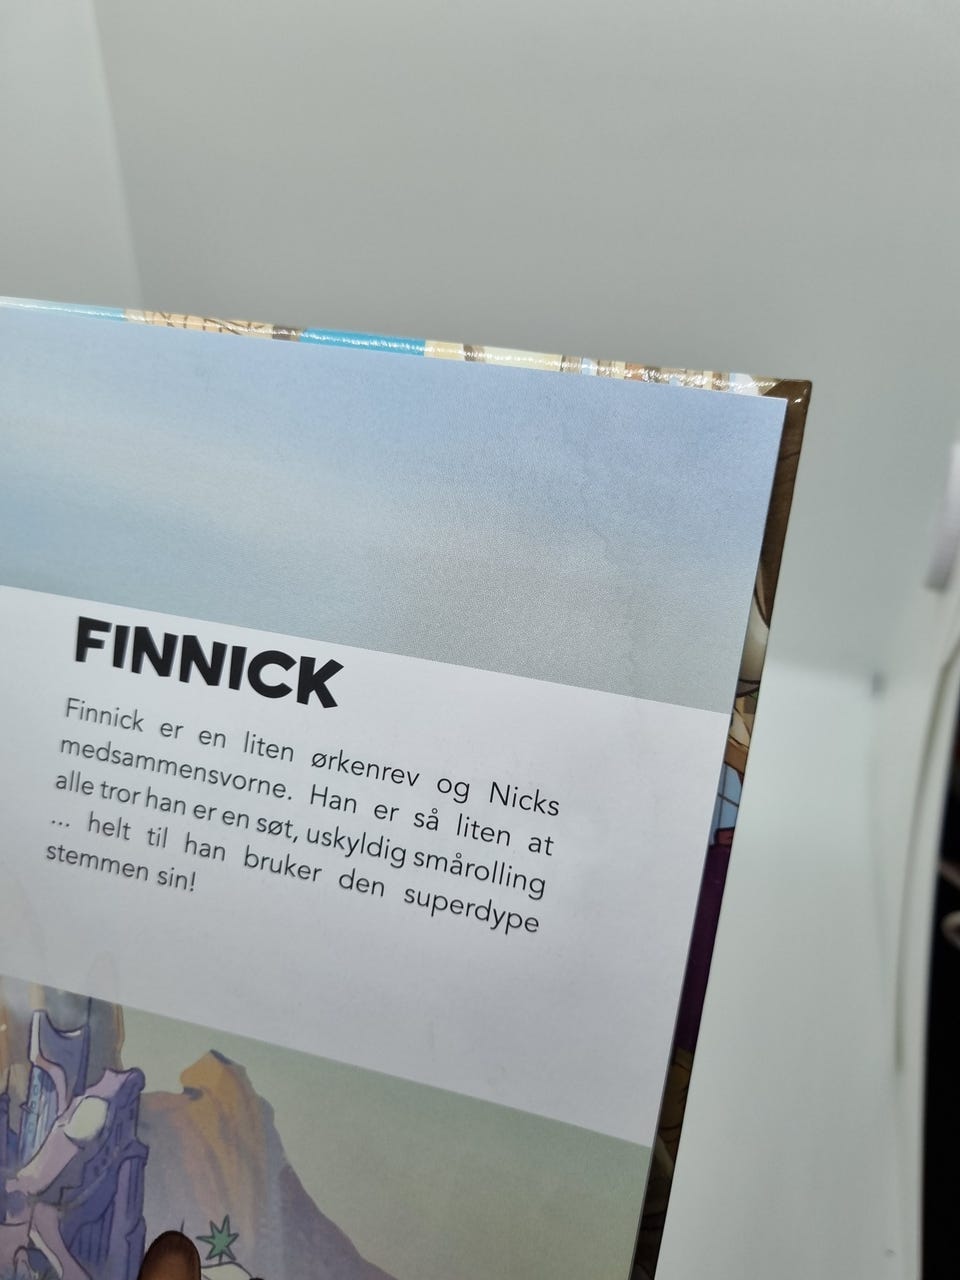 FINNICK
Finnick er en liten ørkenrev og Nicks
medsammensvorne. Han er så liten at
alle tror han er en søt, uskyldig smårolling
... helt til han bruker den superdype
stemmen sin!